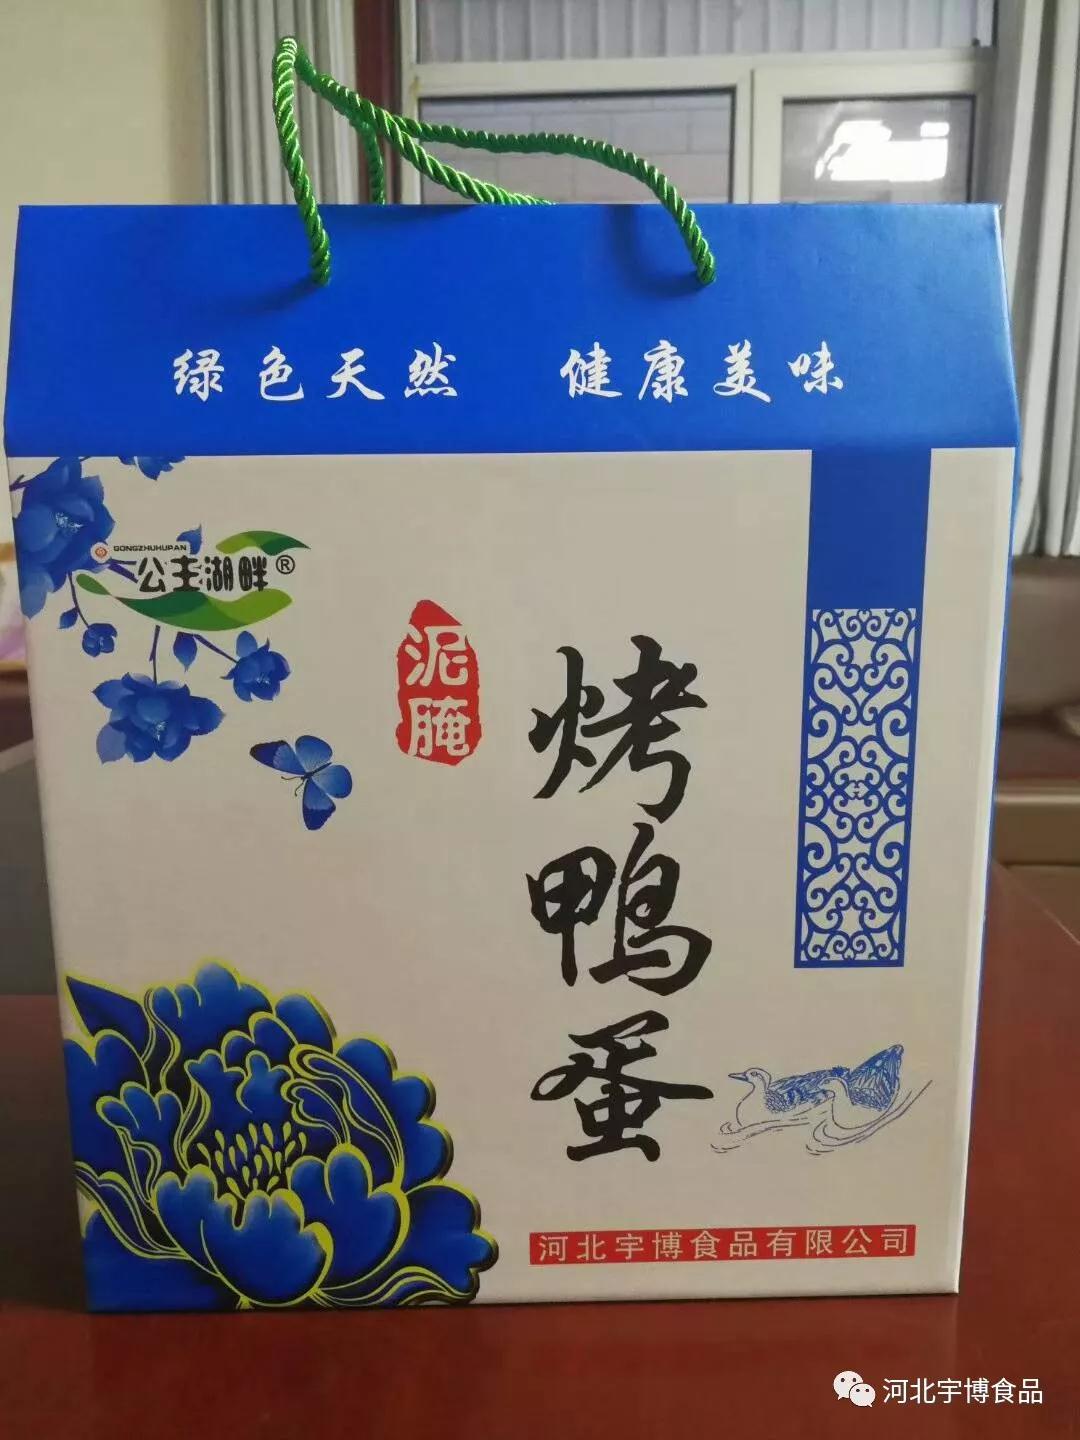 绿色天然 健康美味
GONGZHUHUPAN
公主湖畔®
泥腌
烤鸭蛋
河北宇博食品有限公司
河北宇博食品